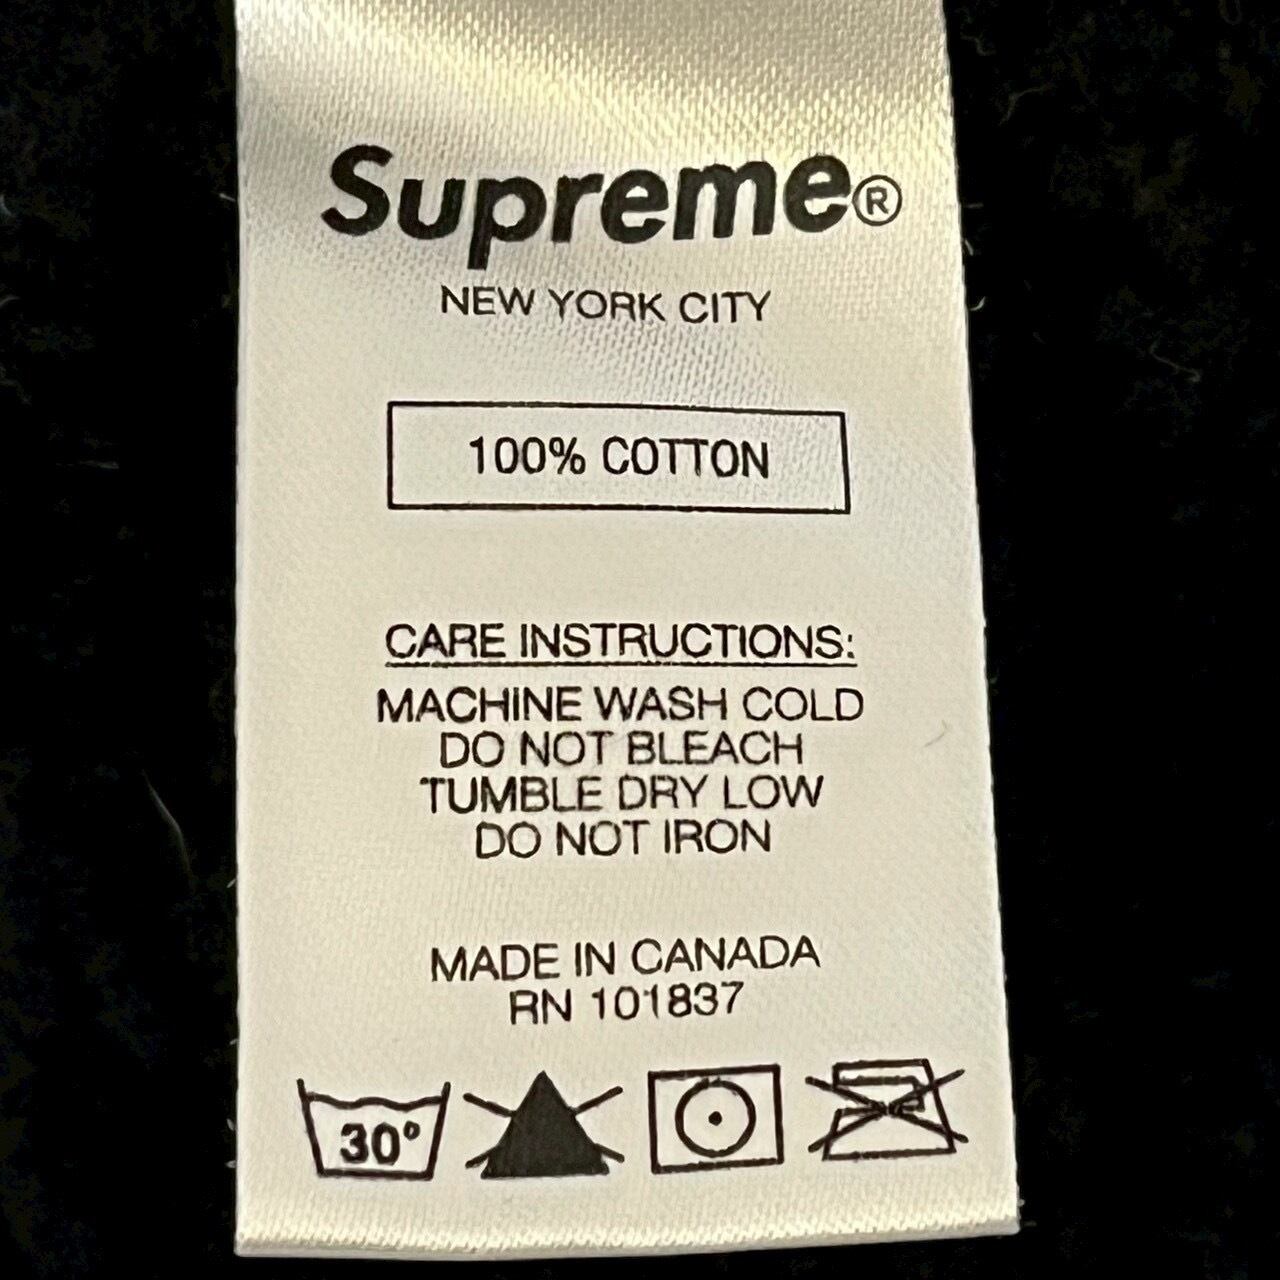 Supreme®
NEW YORK CITY
100% COTTON
CARE INSTRUCTIONS:
MACHINE WASH COLD
DO NOT BLEACH
TUMBLE DRY LOW
DO NOT IRON
MADE IN CANADA
RN 101837
30°